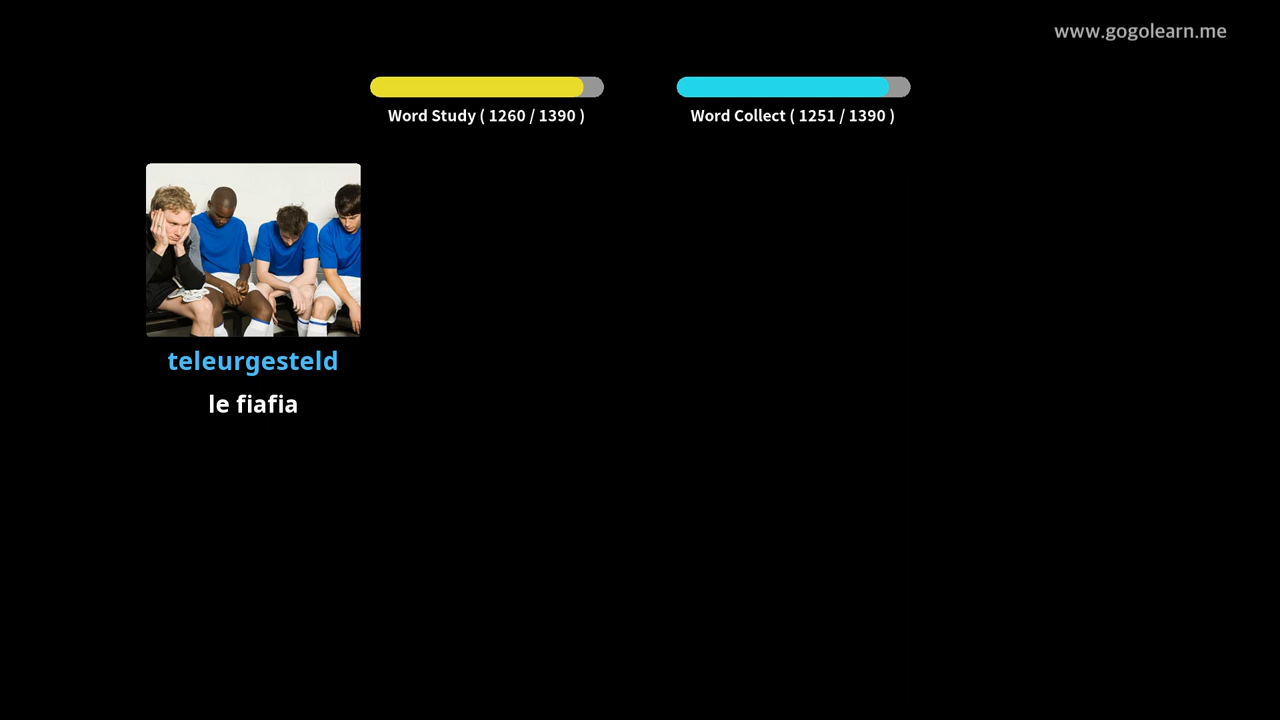 www.gogolearn.me
Word Study ( 1260 / 1390 )
Word Collect ( 1251 / 1390 )
teleurgesteld
le fiafia